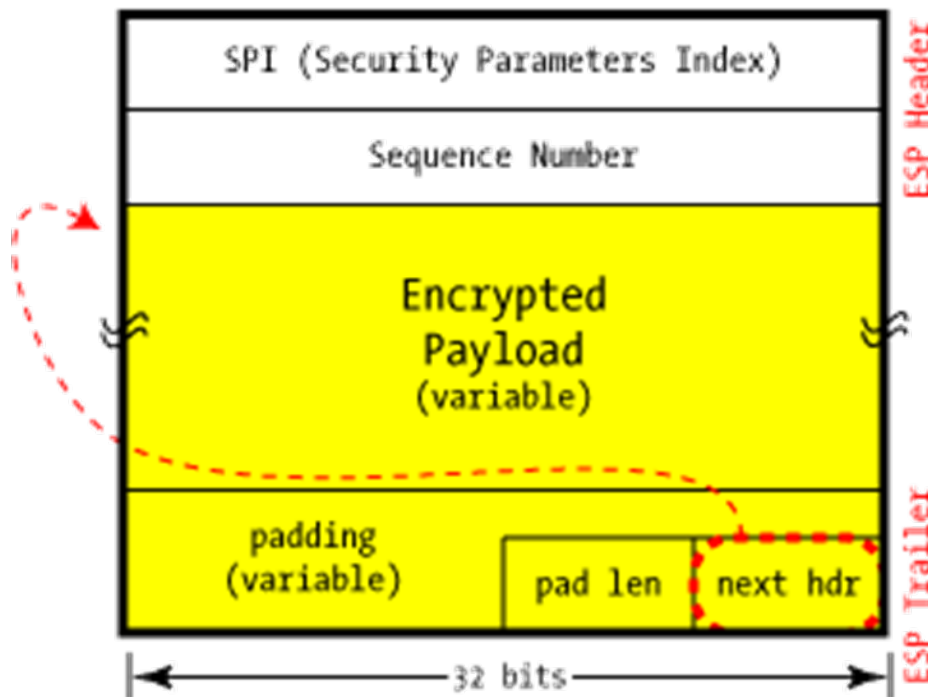 SPI (Security Parameters Index)
ESP Header
Sequence Number
Encrypted
Payload
(variable)
padding
(variable)
pad len
next hdr
ESP Trailer
32 bits